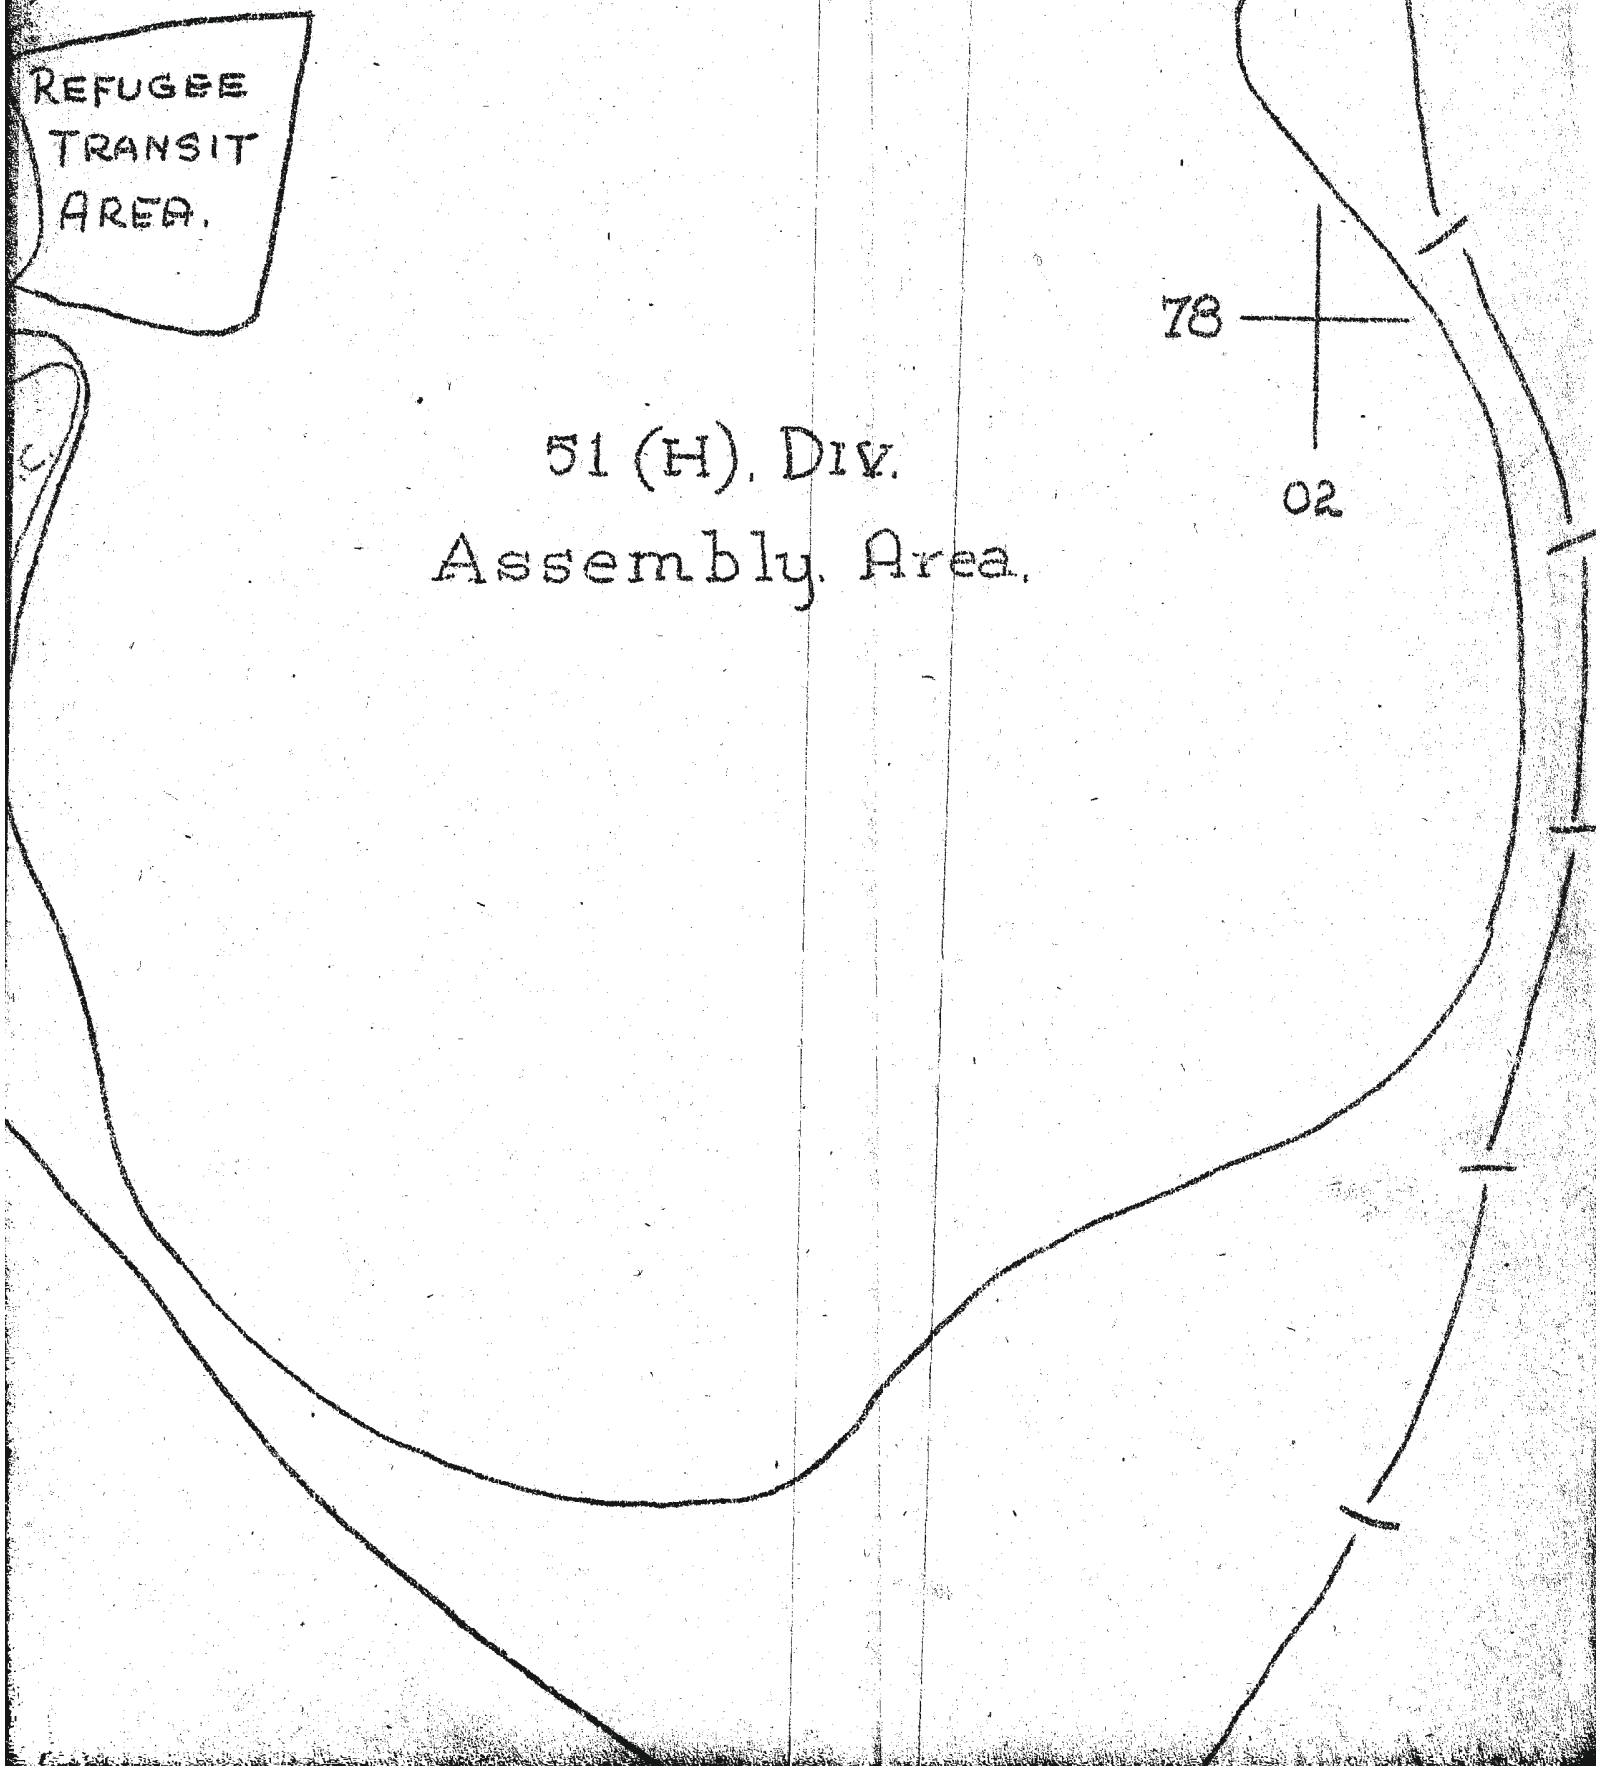 REFUGEE
TRANSIT
AREA.
78
02
51 (H). DIV.
Assembly. Area.